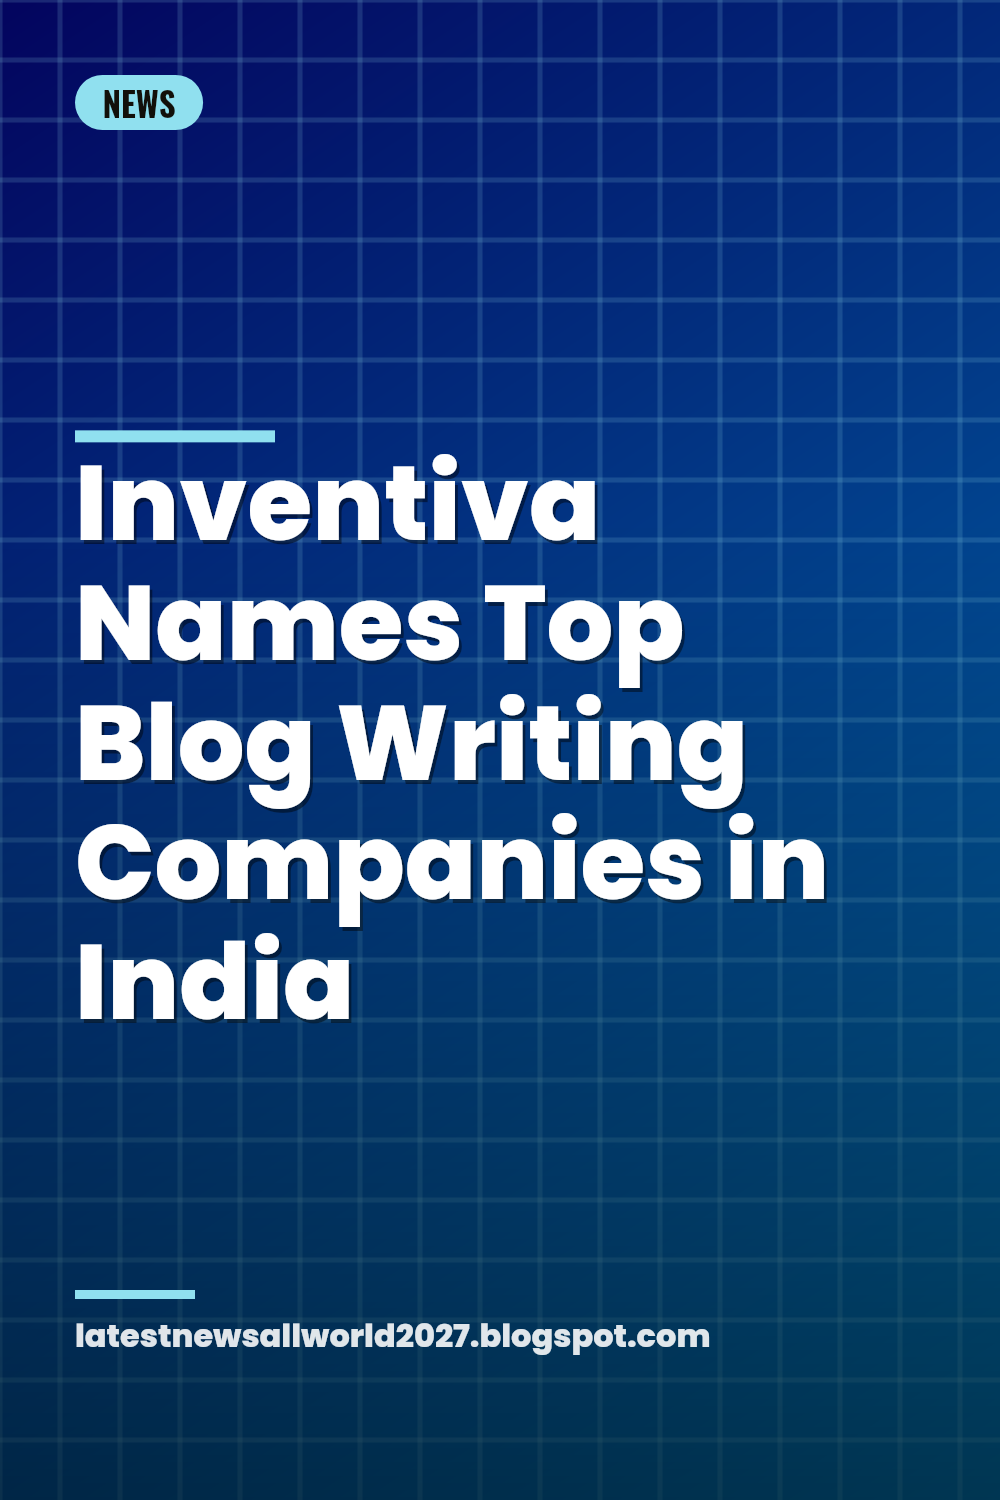 NEWS
Inventiva
Names Top
Blog Writing
Companies in
India
latestnewsallworld2027.blogspot.com